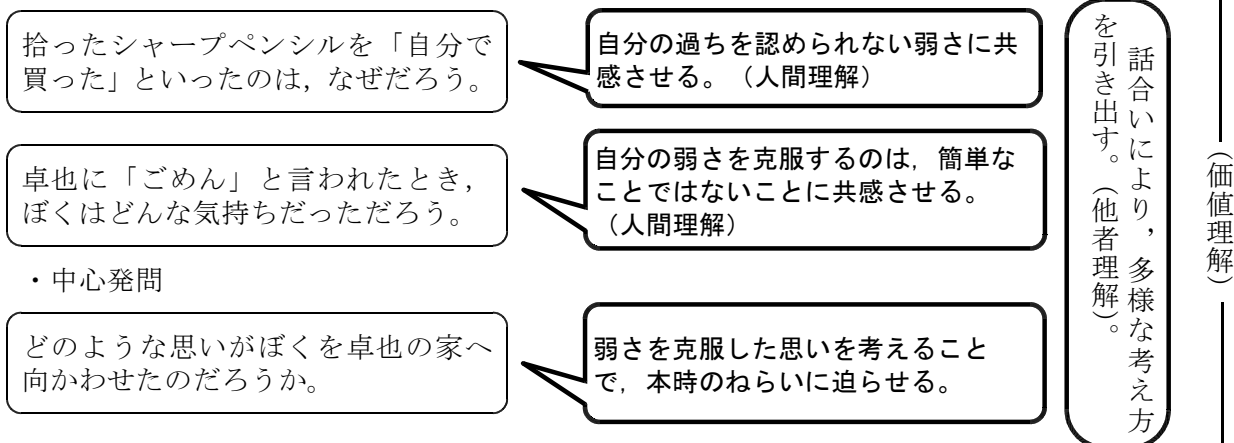 拾ったシャープペンシルを「自分で
買った」といったのは，なぜだろう。
自分の過ちを認められない弱さに共
感させる。（人間理解）
卓也に「ごめん」と言われたとき，
ぼくはどんな気持ちだっただろう。
自分の弱さを克服するのは，簡単な
ことではないことに共感させる。
（人間理解）
・中心発問
どのような思いがぼくを卓也の家へ
向かわせたのだろうか。
弱さを克服した思いを考えること
で，本時のねらいに迫らせる。
話合いにより，多様な考え方
を引き出す。（他者理解）。
（価値理解）